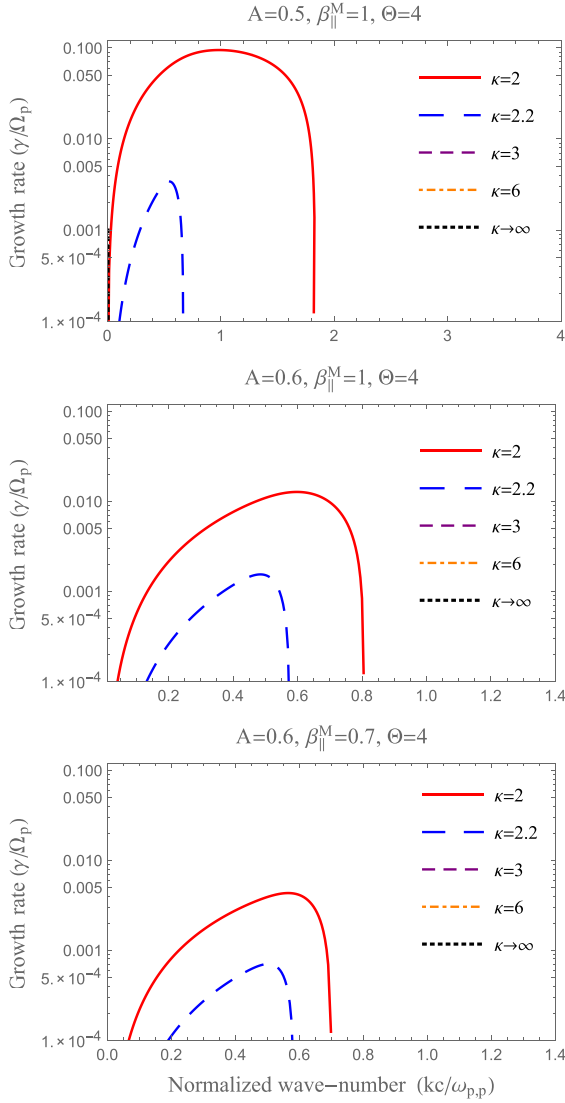 A=0.5, β∥ᴹ=1, Θ=4
Growth rate (γ/Ωₚ)
0.100
0.050
0.010
0.005
0.001
5.×10⁻⁴
1.×10⁻⁴
κ=2
κ=2.2
κ=3
κ=6
κ→∞
0 1 2 3 4
A=0.6, β∥ᴹ=1, Θ=4
Growth rate (γ/Ωₚ)
0.100
0.050
0.010
0.005
0.001
5.×10⁻⁴
1.×10⁻⁴
κ=2
κ=2.2
κ=3
κ=6
κ→∞
0.2 0.4 0.6 0.8 1.0 1.2 1.4
A=0.6, β∥ᴹ=0.7, Θ=4
Growth rate (γ/Ωₚ)
0.100
0.050
0.010
0.005
0.001
5.×10⁻⁴
1.×10⁻⁴
κ=2
κ=2.2
κ=3
κ=6
κ→∞
0.0 0.2 0.4 0.6 0.8 1.0 1.2 1.4
Normalized wave−number (kc/ωₚ,ₚ)